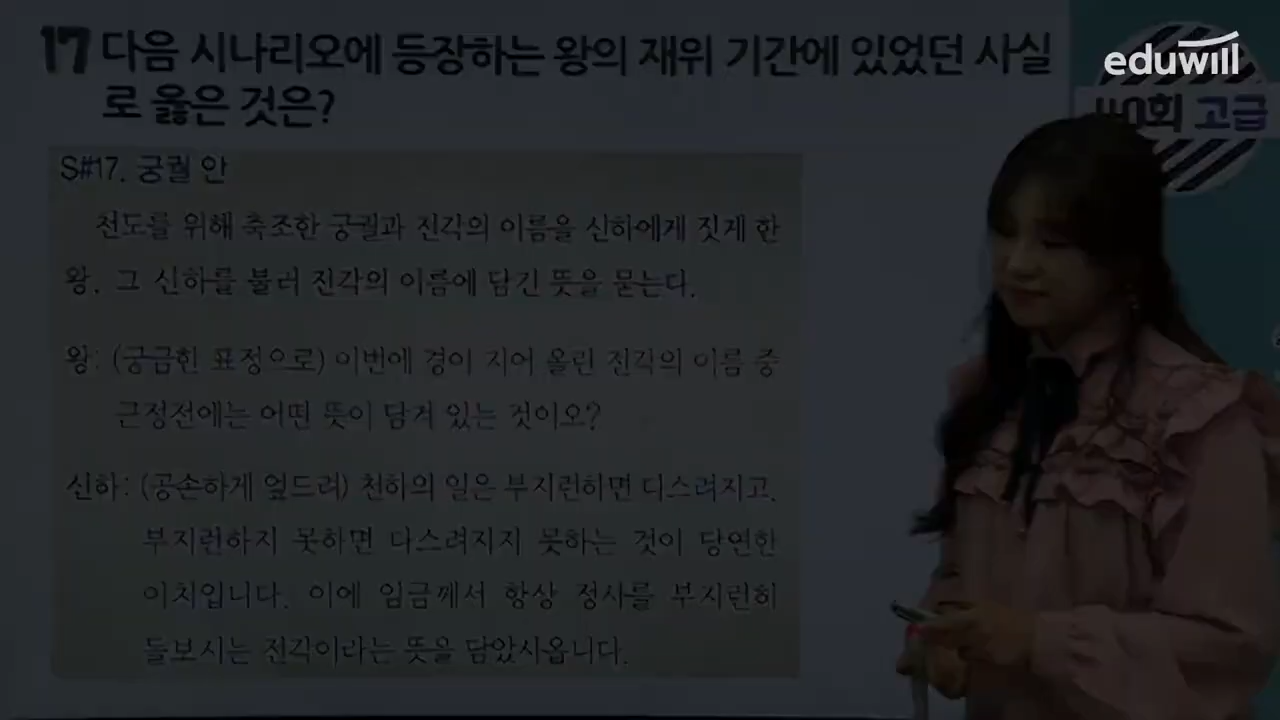 17 다음 시나리오에 등장하는 왕의 재위 기간에 있었던 사실
로 옳은 것은?
eduwill
40회 고급
S#17. 궁궐 안
천도를 위해 축조한 궁궐과 전각의 이름을 신하에게 짓게 한
왕. 그 신하를 불러 전각의 이름에 담긴 뜻을 묻는다.
왕: (궁금한 표정으로) 이번에 경이 지어 올린 전각의 이름 중
근정전에는 어떤 뜻이 담겨 있는 것이오?
신하: (공손하게 엎드려) 천하의 일은 부지런하면 다스려지고,
부지런하지 못하면 다스려지지 못하는 것이 당연한
이치입니다. 이에 임금께서 항상 정사를 부지런히
돌보시는 전각이라는 뜻을 담았사옵니다.